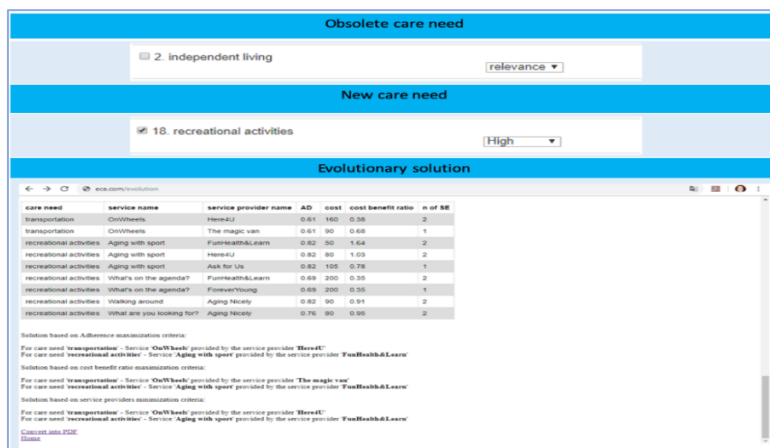 Obsolete care need
2. independent living
relevance
New care need
18. recreational activities
High
Evolutionary solution
eca.com/evolution
care need service name service provider name AD cost cost benefit ratio n of SE
transportation OnWheels Here4U 0.61 160 0.38 2
transportation OnWheels The magic van 0.61 90 0.68 1
recreational activities Aging with sport FunHealth&Learn 0.82 50 1.64 2
recreational activities Aging with sport Here4U 0.82 80 1.03 2
recreational activities Aging with sport Ask for Us 0.82 105 0.78 1
recreational activities What's on the agenda? FunHealth&Learn 0.69 200 0.35 2
recreational activities What's on the agenda? ForeverYoung 0.69 200 0.35 1
recreational activities Walking around Aging Nicely 0.82 90 0.91 2
recreational activities What are you looking for? Aging Nicely 0.76 80 0.95 2
Solution based on Adherence maximization criteria:
For care need 'transportation' - Service 'OnWheels' provided by the service provider 'Here4U'
For care need 'recreational activities' - Service 'Aging with sport' provided by the service provider 'FunHealth&Learn'
Solution based on cost benefit ratio maximization criteria:
For care need 'transportation' - Service 'OnWheels' provided by the service provider 'The magic van'
For care need 'recreational activities' - Service 'Aging with sport' provided by the service provider 'FunHealth&Learn'
Solution based on service providers minimization criteria:
For care need 'transportation' - Service 'OnWheels' provided by the service provider 'Here4U'
For care need 'recreational activities' - Service 'Aging with sport' provided by the service provider 'FunHealth&Learn'
Convert into PDF
Home